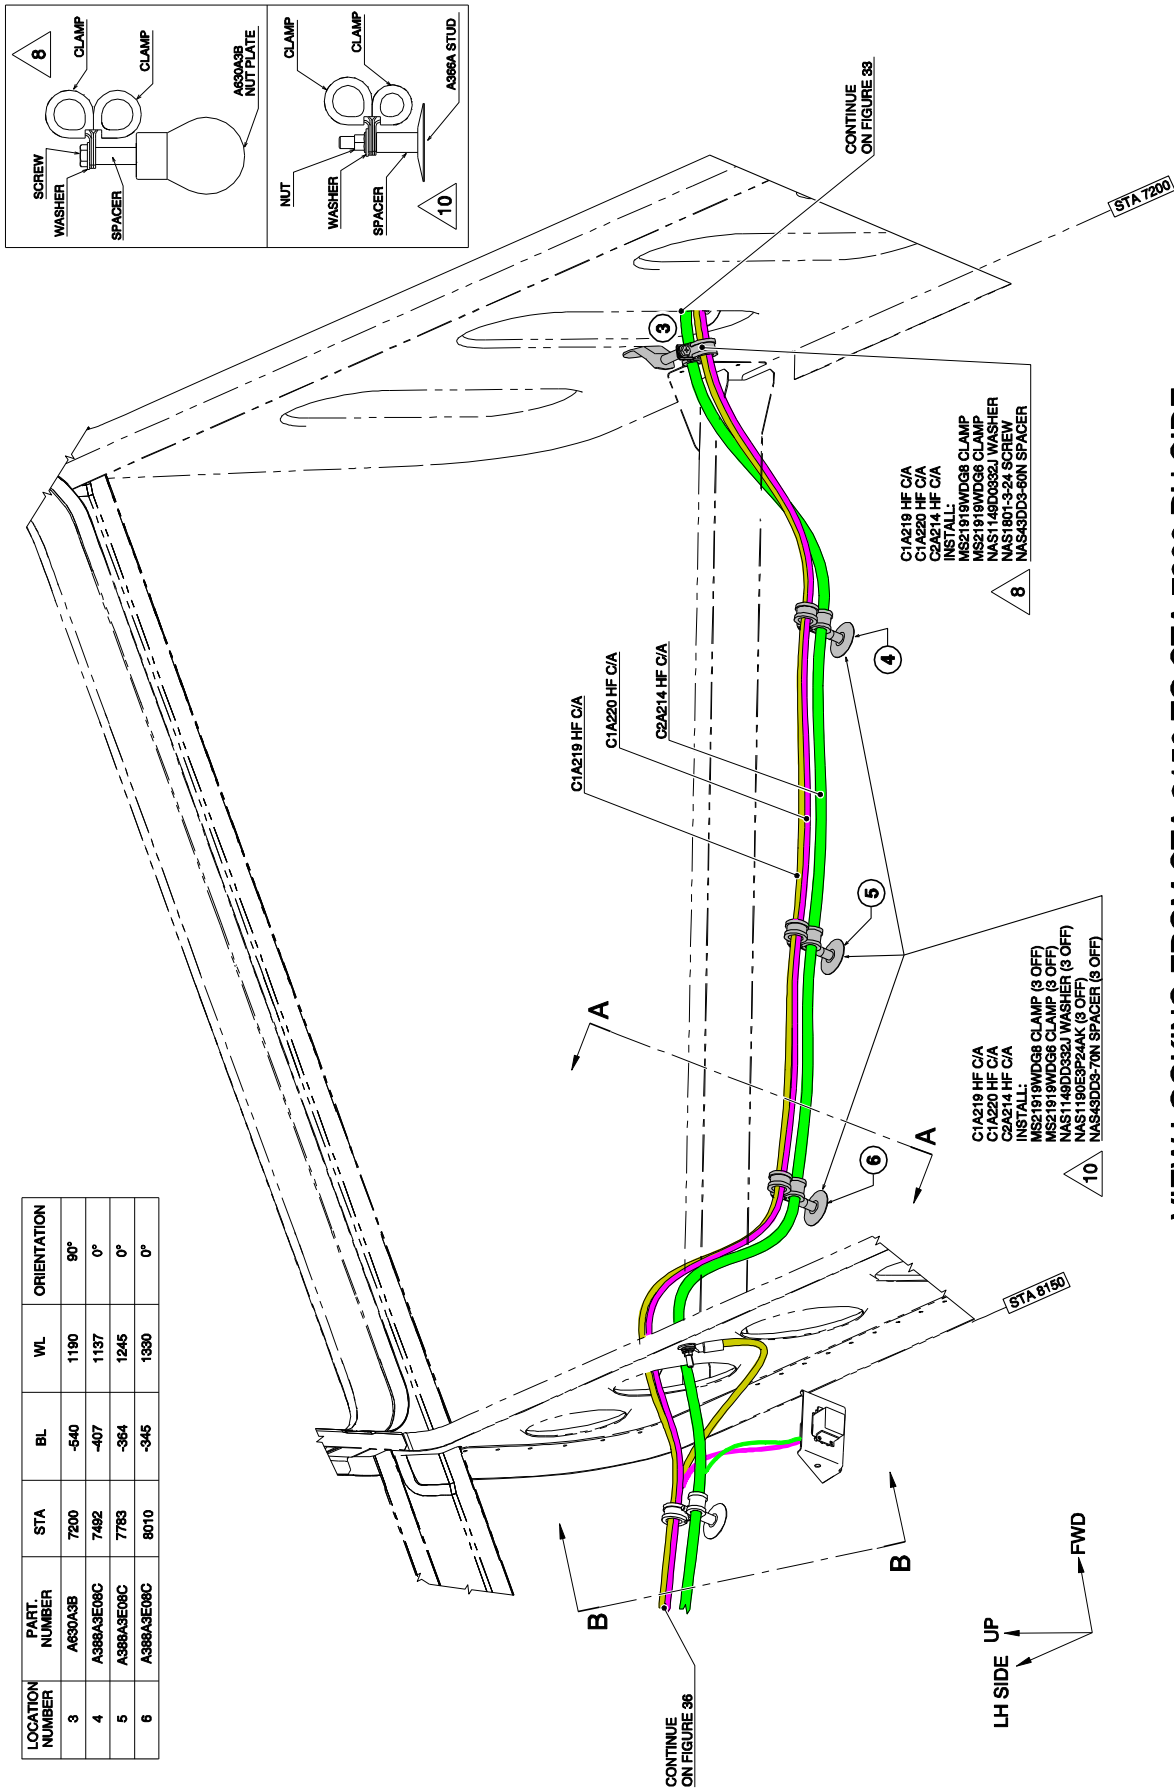 LOCATION NUMBER PART. NUMBER STA BL WL ORIENTATION
3 A630A3B 7200 -540 1190 90°
4 A388A3E08C 7492 -407 1137 0°
5 A388A3E08C 7783 -364 1245 0°
6 A388A3E08C 8010 -345 1330 0°
SCREW
WASHER
SPACER
CLAMP
CLAMP
A630A3B
NUT PLATE
8
NUT
WASHER
SPACER
CLAMP
CLAMP
A366A STUD
10
CONTINUE
ON FIGURE 33
STA 7200
3
C1A219 HF C/A
C1A220 HF C/A
C2A214 HF C/A
4
5
6
A
A
B
B
C1A219 HF C/A
C1A220 HF C/A
C2A214 HF C/A
INSTALL:
MS21919WDG8 CLAMP
MS21919WDG6 CLAMP
NAS1149D0332J WASHER
NAS1801-3-24 SCREW
NAS43DD3-60N SPACER
8
C1A219 HF C/A
C1A220 HF C/A
C2A214 HF C/A
INSTALL:
MS21919WDG8 CLAMP (3 OFF)
MS21919WDG6 CLAMP (3 OFF)
NAS1149DD332J WASHER (3 OFF)
NAS1190E3P24AK (3 OFF)
NAS43DD3-70N SPACER (3 OFF)
10
STA 8150
CONTINUE
ON FIGURE 36
LH SIDE
UP
FWD